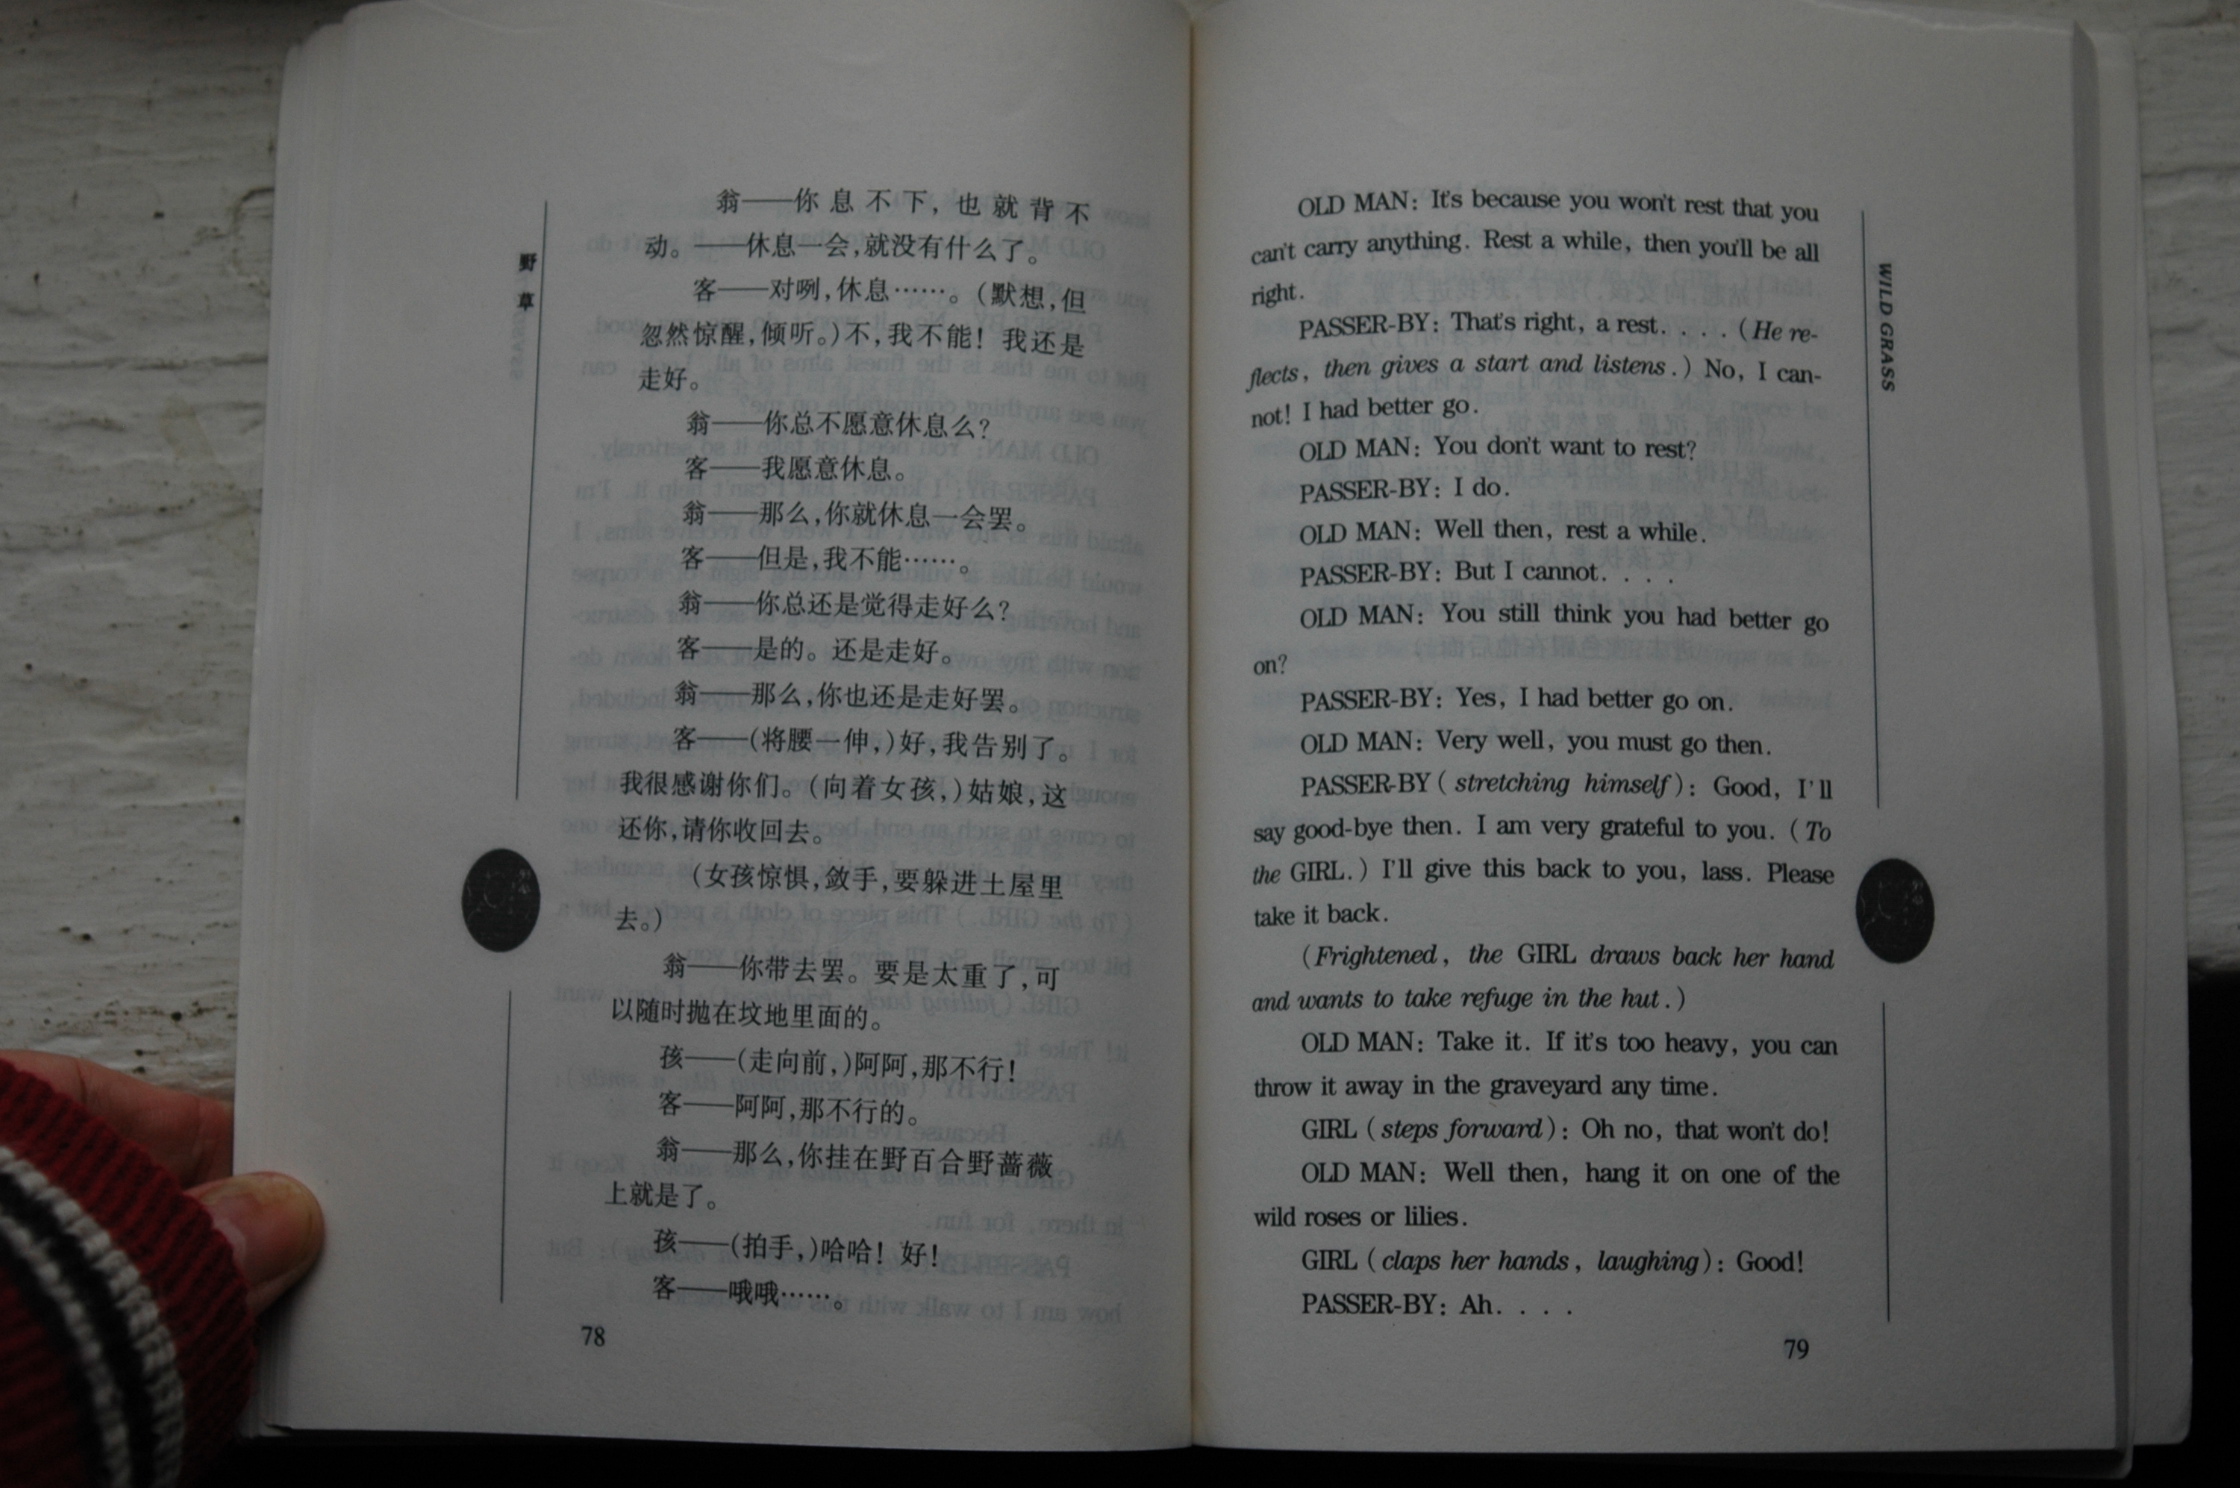 野草
翁——你息不下，也就背不
动。——休息一会，就没有什么了。
客——对咧，休息……。（默想，但
忽然惊醒，倾听。）不，我不能！我还是
走好。
翁——你总不愿意休息么？
客——我愿意休息。
翁——那么，你就休息一会罢。
客——但是，我不能……。
翁——你总还是觉得走好么？
客——是的。还是走好。
翁——那么，你也还是走好罢。
客——（将腰一伸，）好，我告别了。
我很感谢你们。（向着女孩，）姑娘，这
还你，请你收回去。
（女孩惊惧，敛手，要躲进土屋里
去。）
翁——你带去罢。要是太重了，可
以随时抛在坟地里面的。
孩——（走向前，）阿阿，那不行！
客——阿阿，那不行的。
翁——那么，你挂在野百合野蔷薇
上就是了。
孩——（拍手，）哈哈！好！
客——哦哦……。
78
OLD MAN: It's because you won't rest that you
can't carry anything. Rest a while, then you'll be all
right.
PASSER-BY: That's right, a rest. . . . (He re-
flects, then gives a start and listens.) No, I can-
not! I had better go.
OLD MAN: You don't want to rest?
PASSER-BY: I do.
OLD MAN: Well then, rest a while.
PASSER-BY: But I cannot. . . .
OLD MAN: You still think you had better go
on?
PASSER-BY: Yes, I had better go on.
OLD MAN: Very well, you must go then.
PASSER-BY (stretching himself): Good, I'll
say good-bye then. I am very grateful to you. (To
the GIRL.) I'll give this back to you, lass. Please
take it back.
(Frightened, the GIRL draws back her hand
and wants to take refuge in the hut.)
OLD MAN: Take it. If it's too heavy, you can
throw it away in the graveyard any time.
GIRL (steps forward): Oh no, that won't do!
OLD MAN: Well then, hang it on one of the
wild roses or lilies.
GIRL (claps her hands, laughing): Good!
PASSER-BY: Ah. . . .
79
WILD GRASS